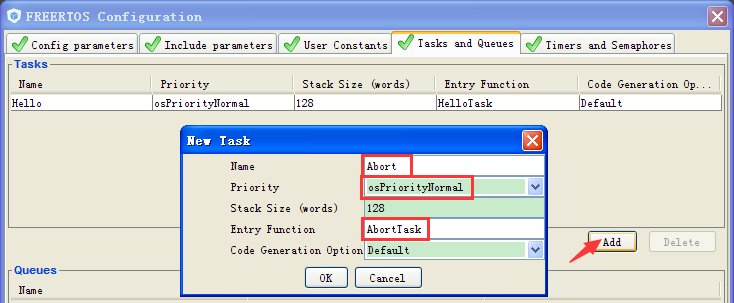 FREERTOS Configuration
Config parameters Include parameters User Constants Tasks and Queues Timers and Semaphores
Tasks
Name Priority Stack Size (words) Entry Function Code Generation Op...
Hello osPriorityNormal 128 HelloTask Default
New Task
Name Abort
Priority osPriorityNormal
Stack Size (words) 128
Entry Function AbortTask
Code Generation Option Default
OK Cancel
Add Delete
Queues
Name